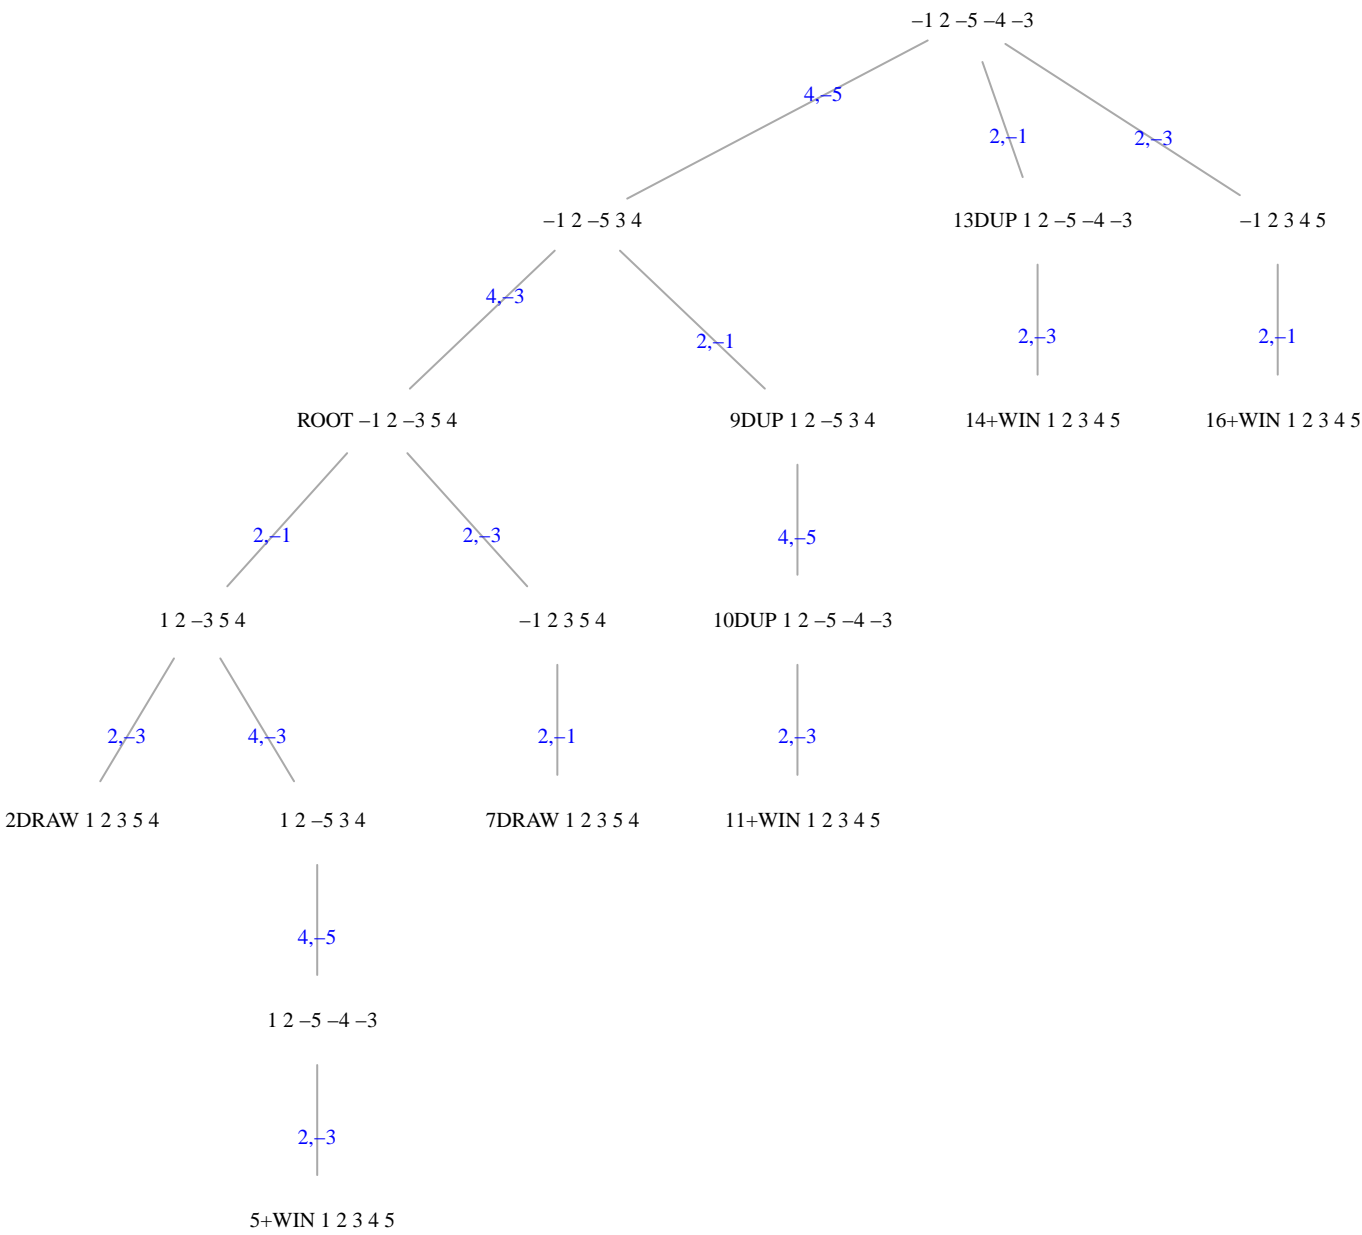 –1 2 –5 –4 –3
4,–5
2,–1
2,–3
–1 2 –5 3 4
13DUP 1 2 –5 –4 –3
–1 2 3 4 5
4,–3
2,–1
2,–3
2,–1
ROOT –1 2 –3 5 4
9DUP 1 2 –5 3 4
14+WIN 1 2 3 4 5
16+WIN 1 2 3 4 5
2,–1
2,–3
4,–5
1 2 –3 5 4
–1 2 3 5 4
10DUP 1 2 –5 –4 –3
2,–3
4,–3
2,–1
2,–3
2DRAW 1 2 3 5 4
1 2 –5 3 4
7DRAW 1 2 3 5 4
11+WIN 1 2 3 4 5
4,–5
1 2 –5 –4 –3
2,–3
5+WIN 1 2 3 4 5